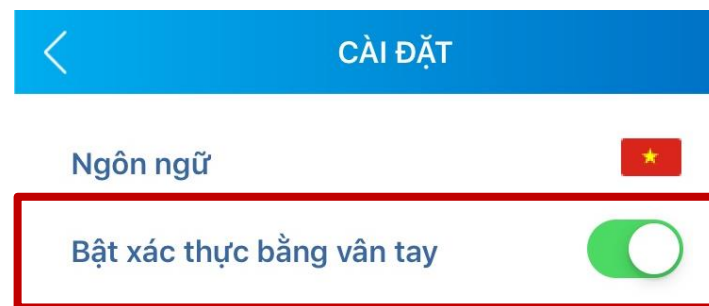 CÀI ĐẶT
Ngôn ngữ
Bật xác thực bằng vân tay